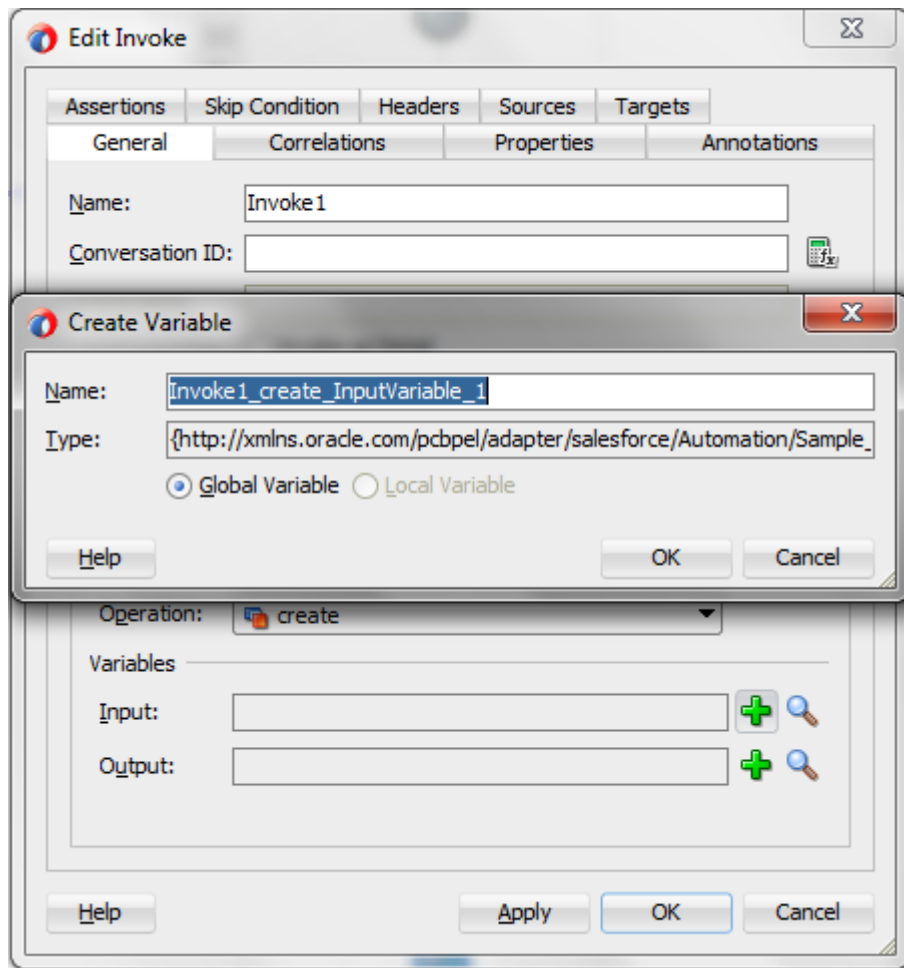 Edit Invoke
Assertions Skip Condition Headers Sources Targets
General Correlations Properties Annotations
Name: Invoke1
Conversation ID:
Create Variable
Name: Invoke1_create_InputVariable_1
Type: {http://xmlns.oracle.com/pcbpel/adapter/salesforce/Automation/Sample_
Global Variable Local Variable
Help OK Cancel
Operation: create
Variables
Input:
Output:
Help Apply OK Cancel